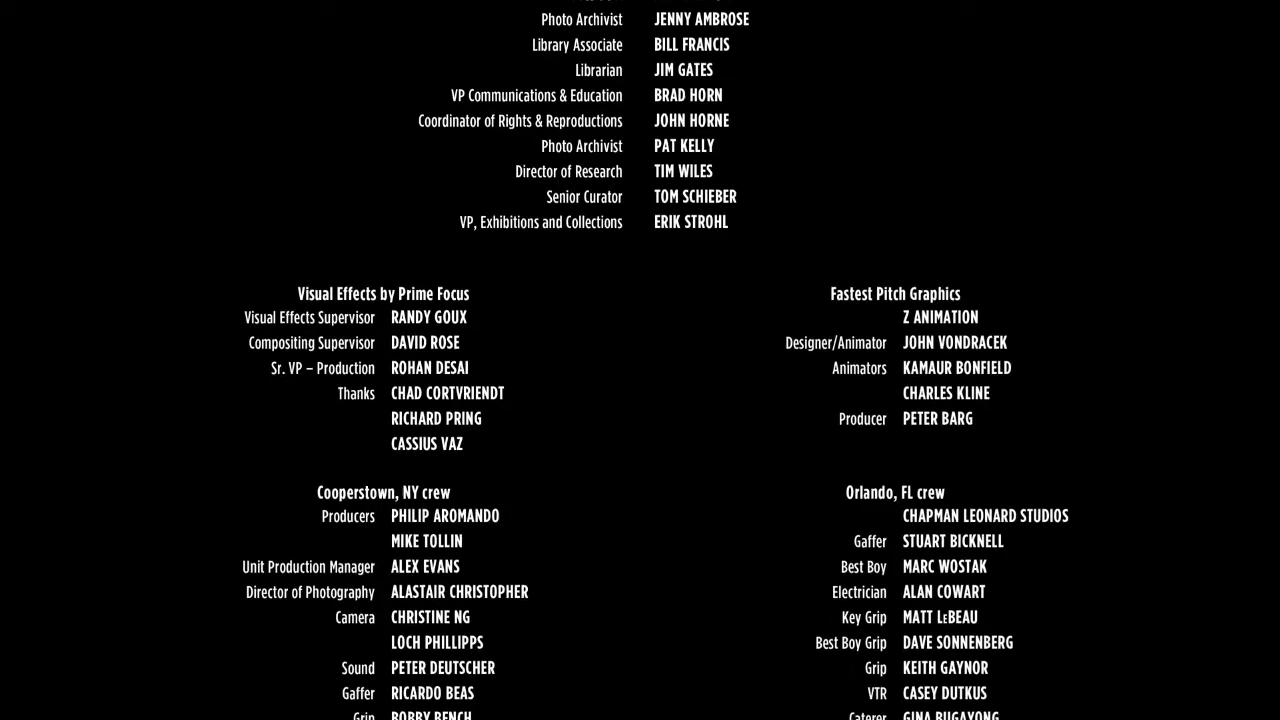 Photo Archivist JENNY AMBROSE
Library Associate BILL FRANCIS
Librarian JIM GATES
VP Communications & Education BRAD HORN
Coordinator of Rights & Reproductions JOHN HORNE
Photo Archivist PAT KELLY
Director of Research TIM WILES
Senior Curator TOM SCHIEBER
VP, Exhibitions and Collections ERIK STROHL
Visual Effects by Prime Focus
Visual Effects Supervisor RANDY GOUX
Compositing Supervisor DAVID ROSE
Sr. VP – Production ROHAN DESAI
Thanks CHAD CORTVRIENDT
RICHARD PRING
CASSIUS VAZ
Fastest Pitch Graphics
Z ANIMATION
Designer/Animator JOHN VONDRACEK
Animators KAMAUR BONFIELD
CHARLES KLINE
Producer PETER BARG
Cooperstown, NY crew
Producers PHILIP AROMANDO
MIKE TOLLIN
Unit Production Manager ALEX EVANS
Director of Photography ALASTAIR CHRISTOPHER
Camera CHRISTINE NG
LOCH PHILLIPPS
Sound PETER DEUTSCHER
Gaffer RICARDO BEAS
Grip BOBBY BENCH
Orlando, FL crew
CHAPMAN LEONARD STUDIOS
Gaffer STUART BICKNELL
Best Boy MARC WOSTAK
Electrician ALAN COWART
Key Grip MATT LEBEAU
Best Boy Grip DAVE SONNENBERG
Grip KEITH GAYNOR
VTR CASEY DUTKUS
Caterer GINA BUGAYONG